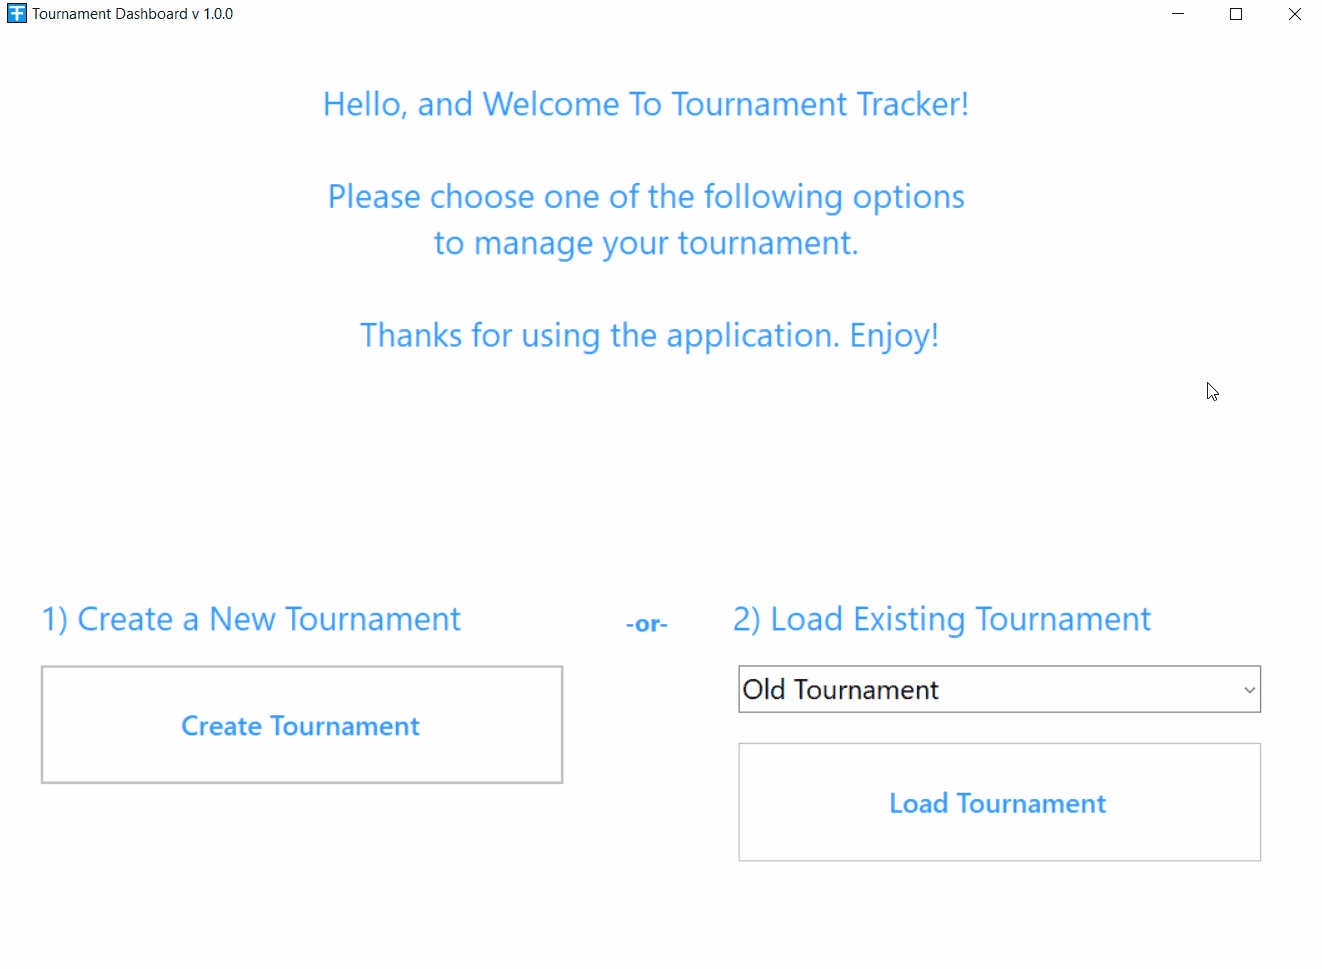 Tournament Dashboard v 1.0.0
Hello, and Welcome To Tournament Tracker!
Please choose one of the following options
to manage your tournament.
Thanks for using the application. Enjoy!
1) Create a New Tournament
-or-
2) Load Existing Tournament
Create Tournament
Old Tournament
Load Tournament